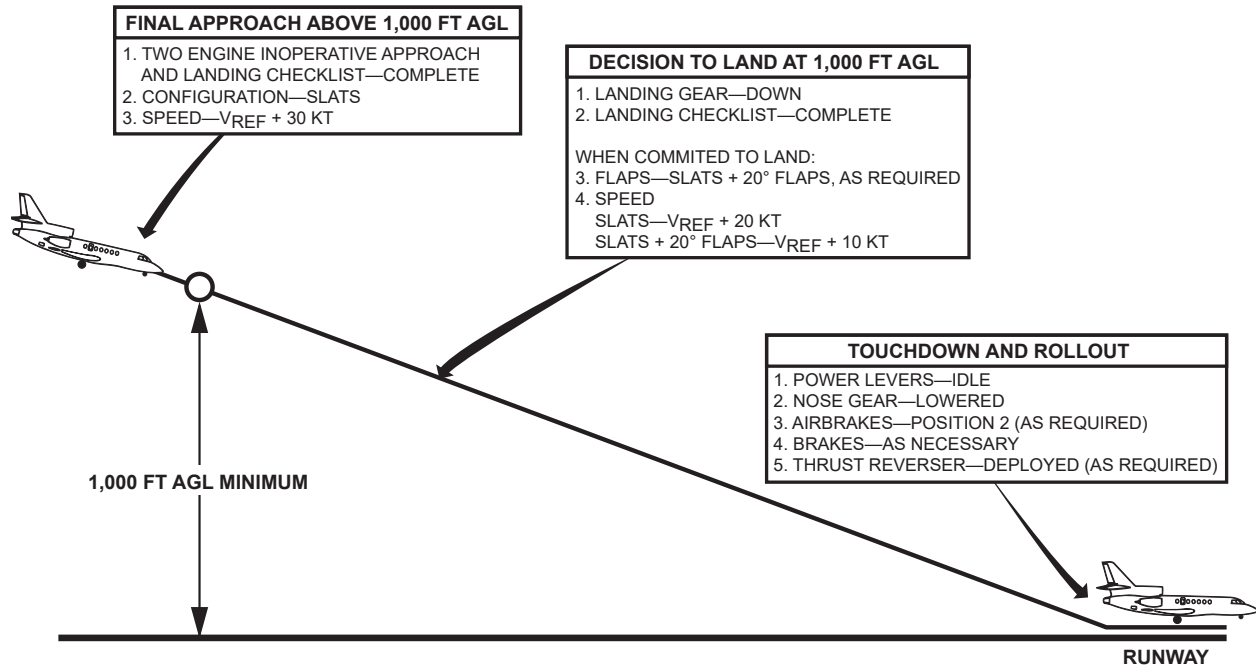 FINAL APPROACH ABOVE 1,000 FT AGL
1. TWO ENGINE INOPERATIVE APPROACH
AND LANDING CHECKLIST—COMPLETE
2. CONFIGURATION—SLATS
3. SPEED—VREF + 30 KT
DECISION TO LAND AT 1,000 FT AGL
1. LANDING GEAR—DOWN
2. LANDING CHECKLIST—COMPLETE
WHEN COMMITED TO LAND:
3. FLAPS—SLATS + 20° FLAPS, AS REQUIRED
4. SPEED
SLATS—VREF + 20 KT
SLATS + 20° FLAPS—VREF + 10 KT
TOUCHDOWN AND ROLLOUT
1. POWER LEVERS—IDLE
2. NOSE GEAR—LOWERED
3. AIRBRAKES—POSITION 2 (AS REQUIRED)
4. BRAKES—AS NECESSARY
5. THRUST REVERSER—DEPLOYED (AS REQUIRED)
1,000 FT AGL MINIMUM
RUNWAY